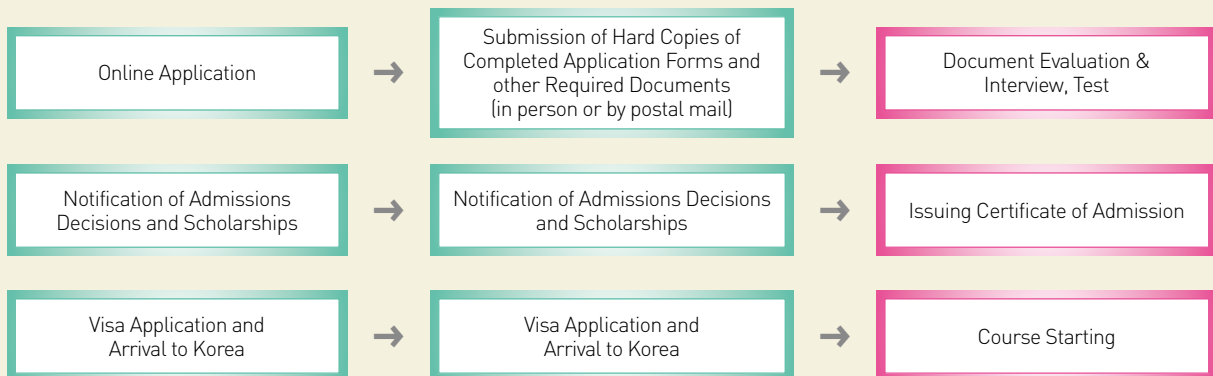 Online Application
→
Submission of Hard Copies of
Completed Application Forms and
other Required Documents
(in person or by postal mail)
→
Document Evaluation &
Interview, Test
Notification of Admissions
Decisions and Scholarships
→
Notification of Admissions Decisions
and Scholarships
→
Issuing Certificate of Admission
Visa Application and
Arrival to Korea
→
Visa Application and
Arrival to Korea
→
Course Starting